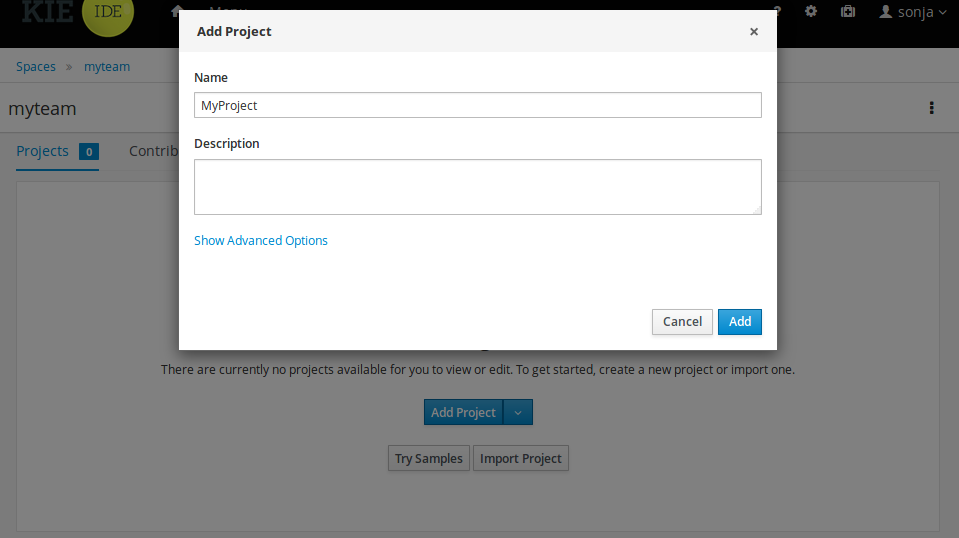 KIE IDE
Menu
? sonja
Add Project ×
Spaces » myteam
myteam
Projects 0 Contrib
Name
MyProject
Description
Show Advanced Options
Cancel Add
There are currently no projects available for you to view or edit. To get started, create a new project or import one.
Add Project
Try Samples Import Project